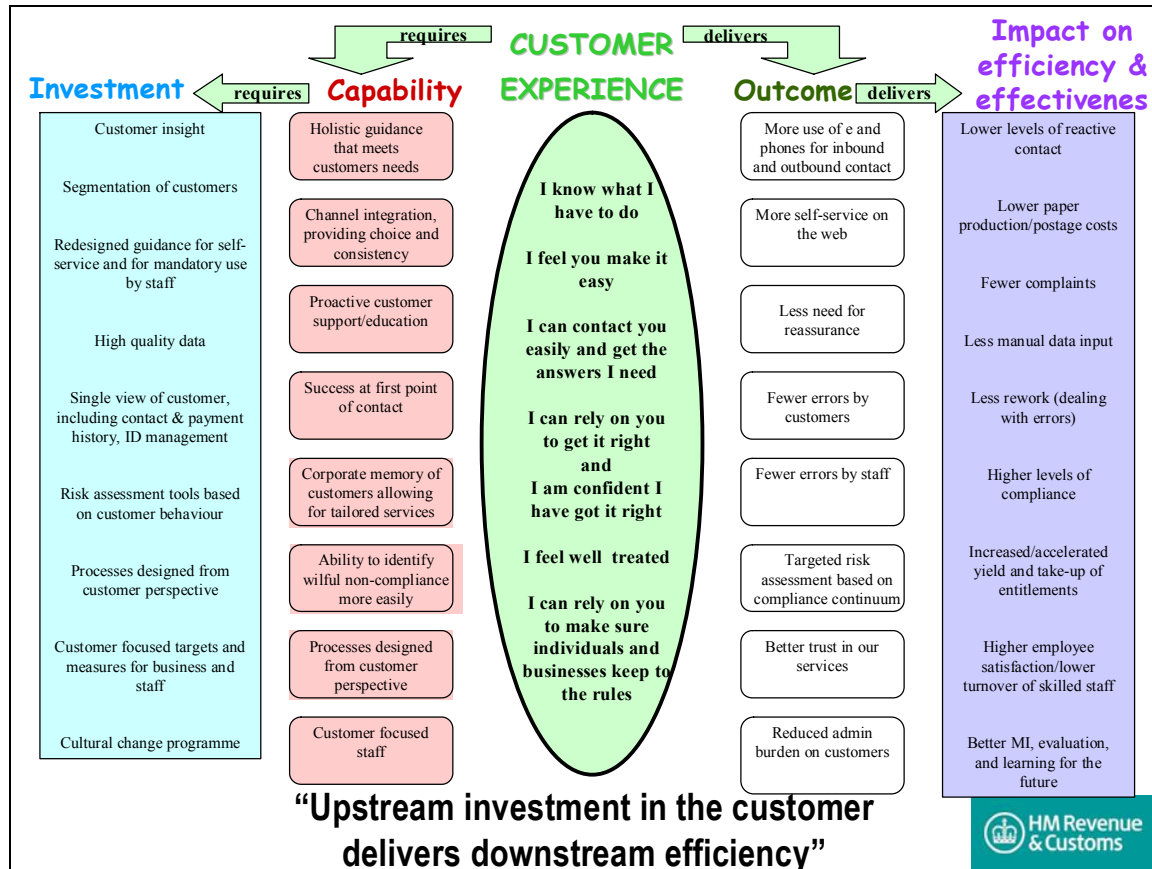 requires
CUSTOMER
EXPERIENCE
delivers
Impact on
efficiency &
effectivenes
Investment
requires
Capability
Outcome
delivers
Customer insight
Segmentation of customers
Redesigned guidance for self-
service and for mandatory use
by staff
High quality data
Single view of customer,
including contact & payment
history, ID management
Risk assessment tools based
on customer behaviour
Processes designed from
customer perspective
Customer focused targets and
measures for business and
staff
Cultural change programme
Holistic guidance
that meets
customers needs
Channel integration,
providing choice and
consistency
Proactive customer
support/education
Success at first point
of contact
Corporate memory of
customers allowing
for tailored services
Ability to identify
wilful non-compliance
more easily
Processes designed
from customer
perspective
Customer focused
staff
I know what I
have to do
I feel you make it
easy
I can contact you
easily and get the
answers I need
I can rely on you
to get it right
and
I am confident I
have got it right
I feel well treated
I can rely on you
to make sure
individuals and
businesses keep to
the rules
More use of e and
phones for inbound
and outbound contact
More self-service on
the web
Less need for
reassurance
Fewer errors by
customers
Fewer errors by staff
Targeted risk
assessment based on
compliance continuum
Better trust in our
services
Reduced admin
burden on customers
Lower levels of reactive
contact
Lower paper
production/postage costs
Fewer complaints
Less manual data input
Less rework (dealing
with errors)
Higher levels of
compliance
Increased/accelerated
yield and take-up of
entitlements
Higher employee
satisfaction/lower
turnover of skilled staff
Better MI, evaluation,
and learning for the
future
“Upstream investment in the customer
delivers downstream efficiency”
HM Revenue
& Customs